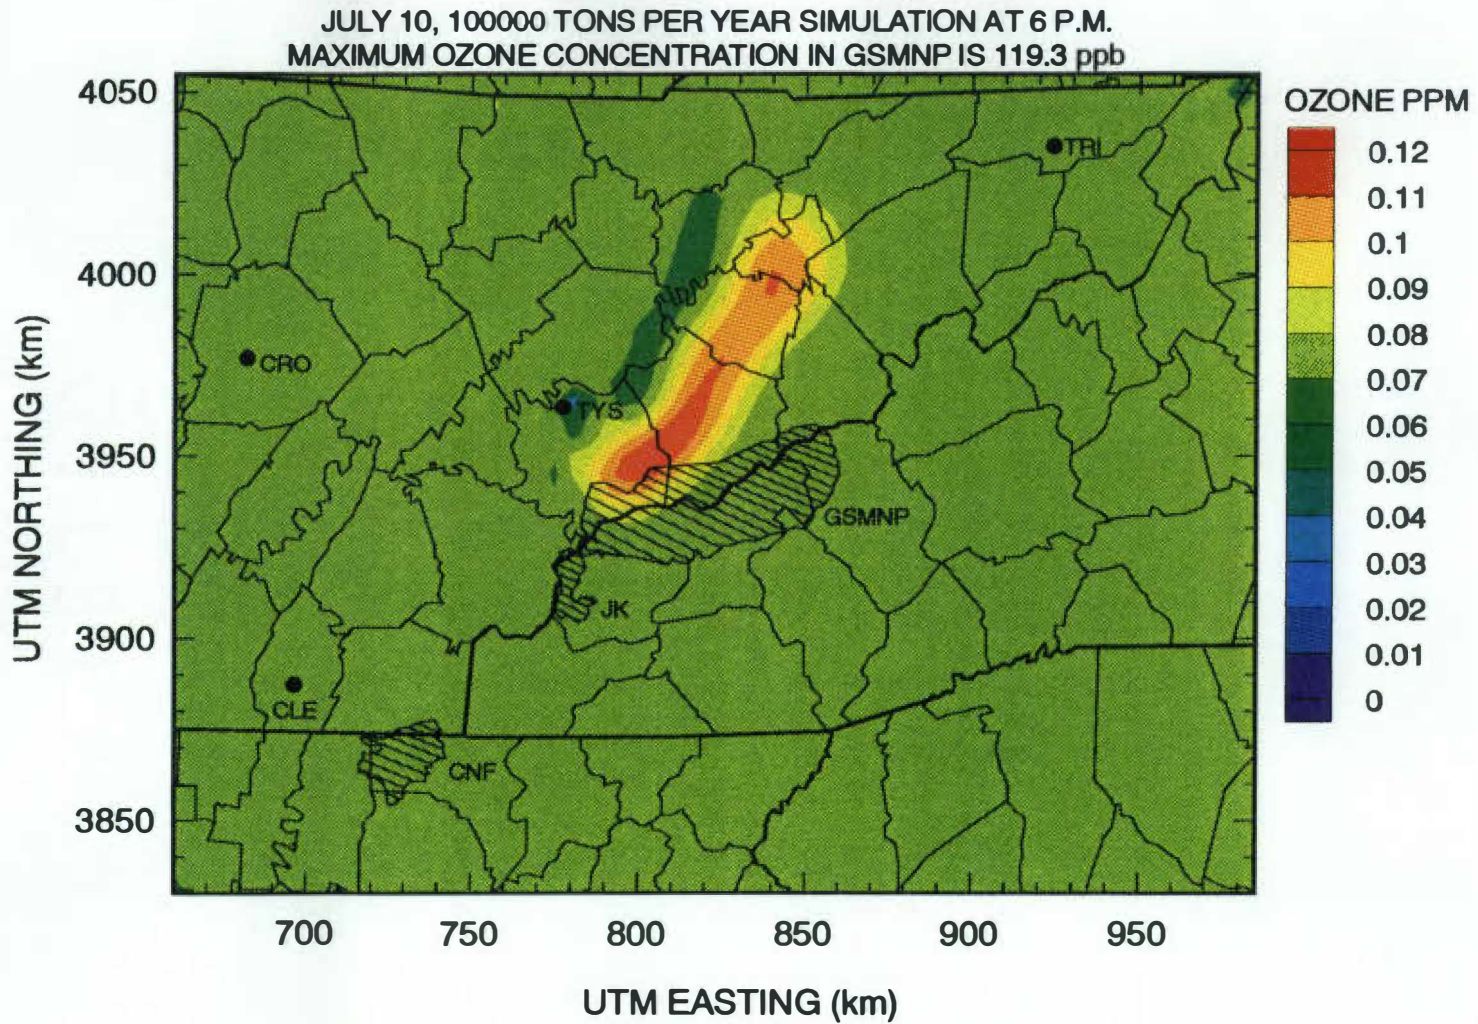 JULY 10, 100000 TONS PER YEAR SIMULATION AT 6 P.M.
MAXIMUM OZONE CONCENTRATION IN GSMNP IS 119.3 ppb
OZONE PPM
0.12
0.11
0.1
0.09
0.08
0.07
0.06
0.05
0.04
0.03
0.02
0.01
0
UTM NORTHING (km)
4050
4000
3950
3900
3850
TRI
CRO
TYS
GSMNP
JK
CLE
CNF
700
750
800
850
900
950
UTM EASTING (km)